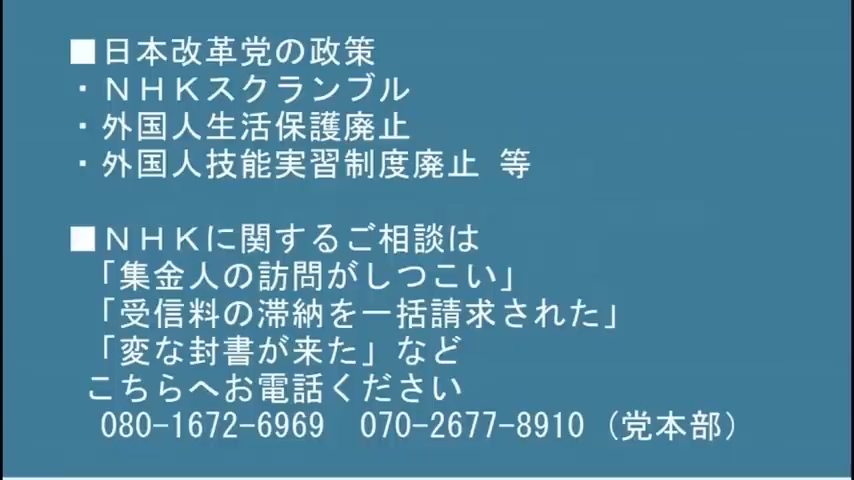 ■日本改革党の政策
・ＮＨＫスクランブル
・外国人生活保護廃止
・外国人技能実習制度廃止 等
■ＮＨＫに関するご相談は
「集金人の訪問がしつこい」
「受信料の滞納を一括請求された」
「変な封書が来た」など
こちらへお電話ください
080-1672-6969 070-2677-8910（党本部）